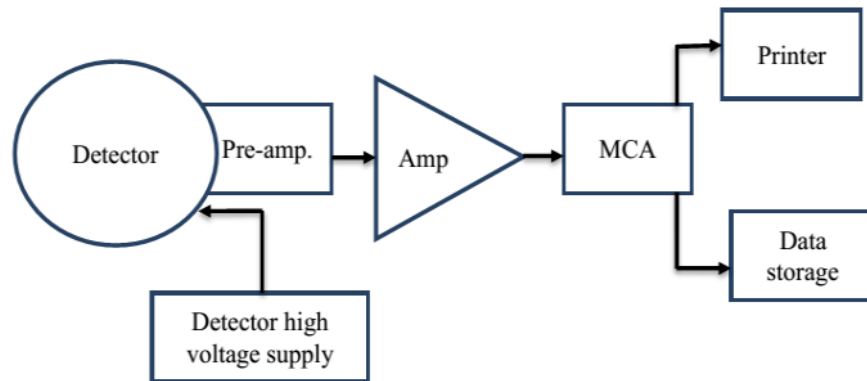 Printer
Detector
Pre-amp.
Amp
MCA
Data
storage
Detector high
voltage supply